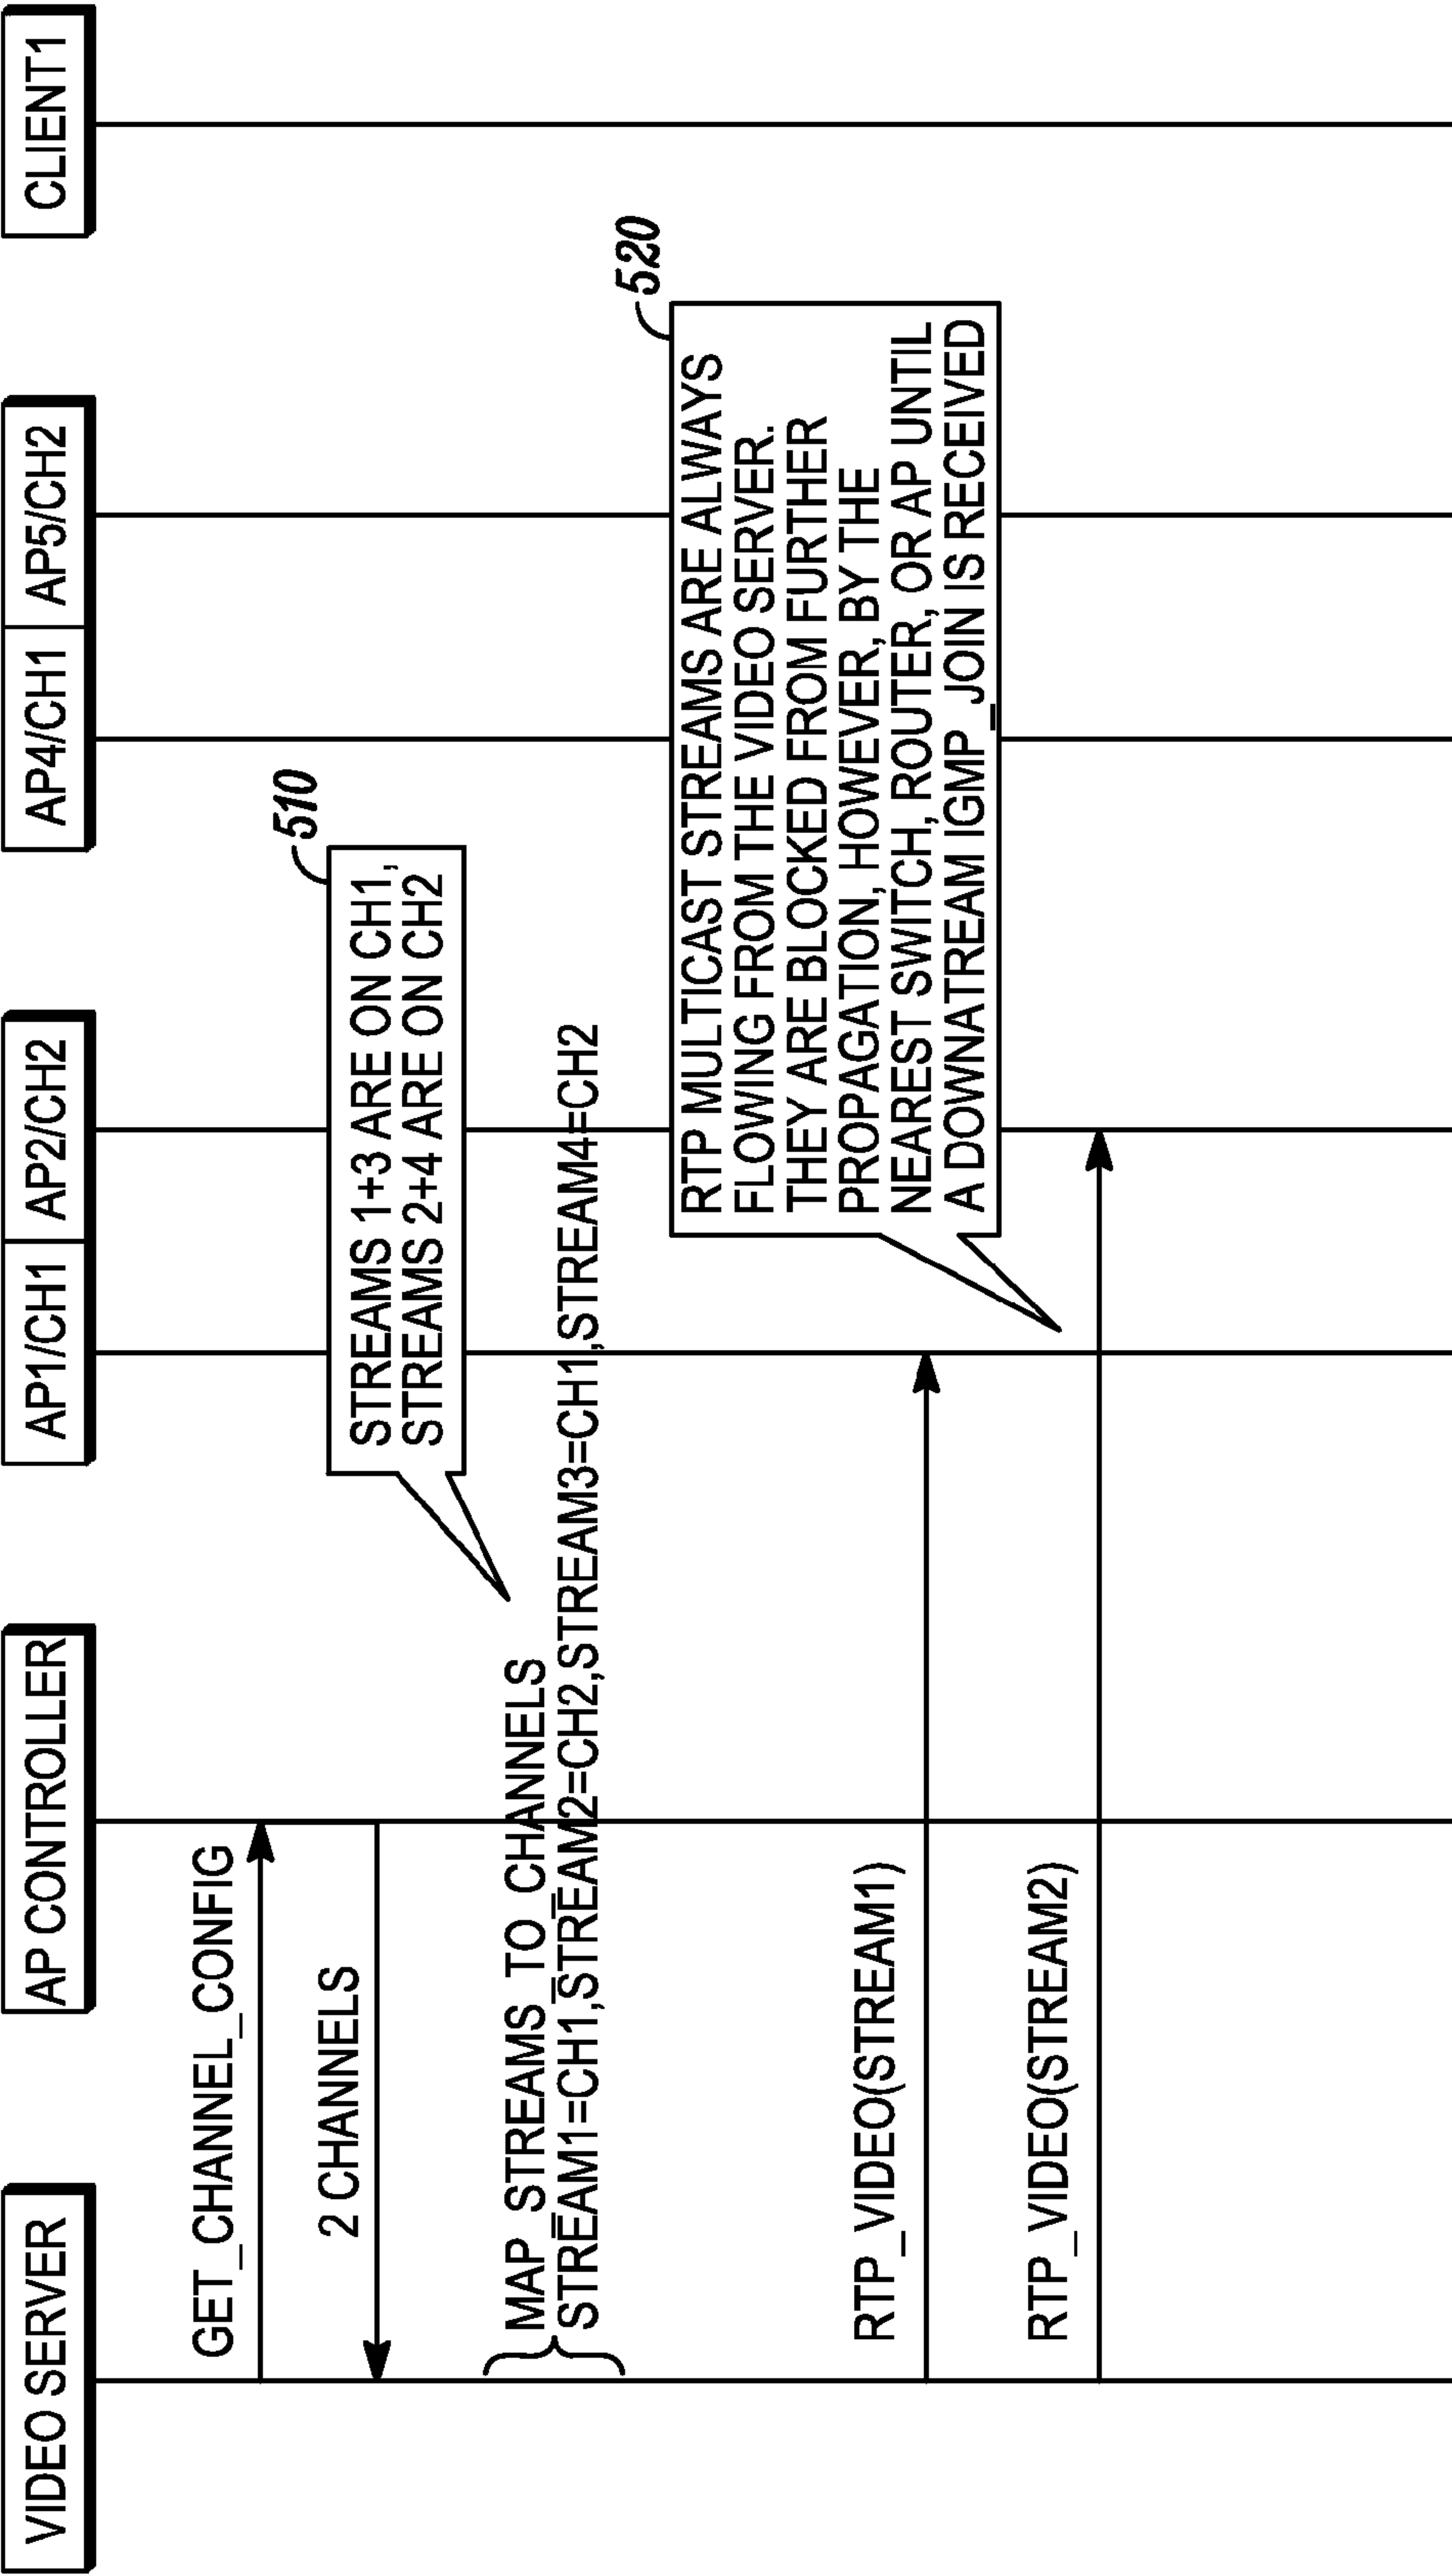 VIDEO SERVER
AP CONTROLLER
AP1/CH1
AP2/CH2
AP4/CH1
AP5/CH2
CLIENT1
GET_CHANNEL_CONFIG
2 CHANNELS
510
STREAMS 1+3 ARE ON CH1,
STREAMS 2+4 ARE ON CH2
MAP_STREAMS_TO_CHANNELS
STREAM1=CH1,STREAM2=CH2,STREAM3=CH1,STREAM4=CH2
520
RTP MULTICAST STREAMS ARE ALWAYS
FLOWING FROM THE VIDEO SERVER.
THEY ARE BLOCKED FROM FURTHER
PROPAGATION, HOWEVER, BY THE
NEAREST SWITCH, ROUTER, OR AP UNTIL
A DOWNATREAM IGMP_JOIN IS RECEIVED
RTP_VIDEO(STREAM1)
RTP_VIDEO(STREAM2)